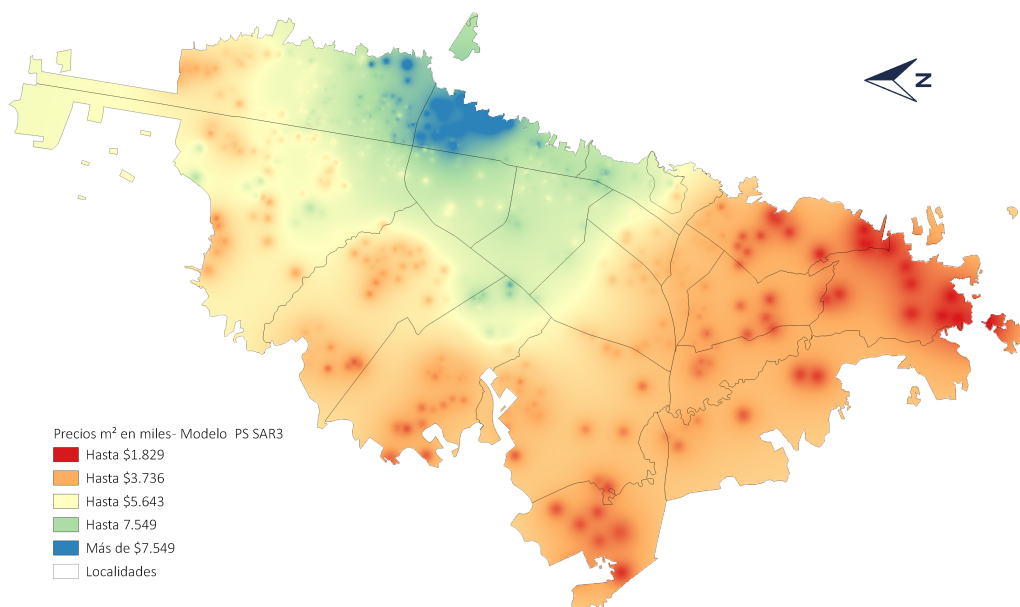 N
Precios m² en miles- Modelo PS SAR3
Hasta $1.829
Hasta $3.736
Hasta $5.643
Hasta 7.549
Más de $7.549
Localidades